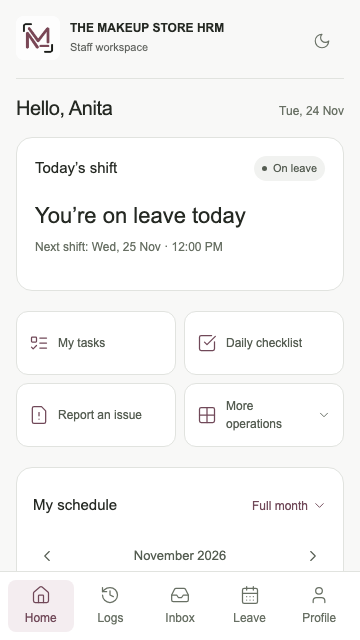 THE MAKEUP STORE HRM
Staff workspace
Hello, Anita
Tue, 24 Nov
Today's shift
On leave
You're on leave today
Next shift: Wed, 25 Nov · 12:00 PM
My tasks
Daily checklist
Report an issue
More
operations
My schedule
Full month
November 2026
Home
Logs
Inbox
Leave
Profile